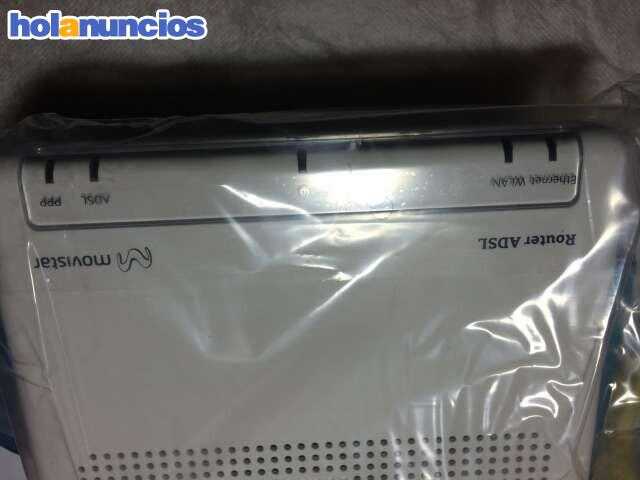 holanuncios
Router ADSL
movistar
Ethernet WLAN ADSL PPP